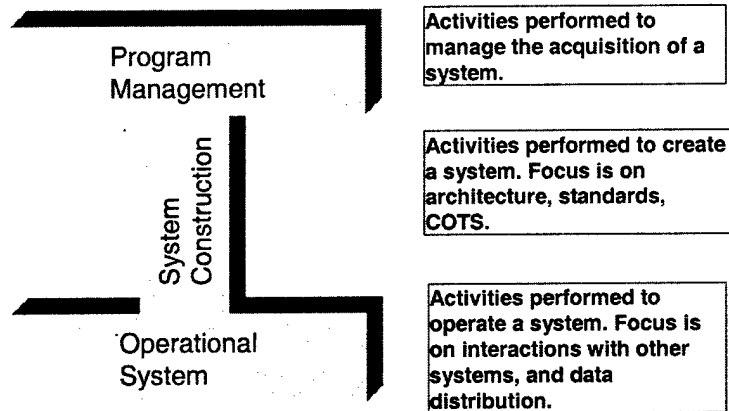 Program
Management
Activities performed to
manage the acquisition of a
system.
System
Construction
Activities performed to create
a system. Focus is on
architecture, standards,
COTS.
Operational
System
Activities performed to
operate a system. Focus is
on interactions with other
systems, and data
distribution.